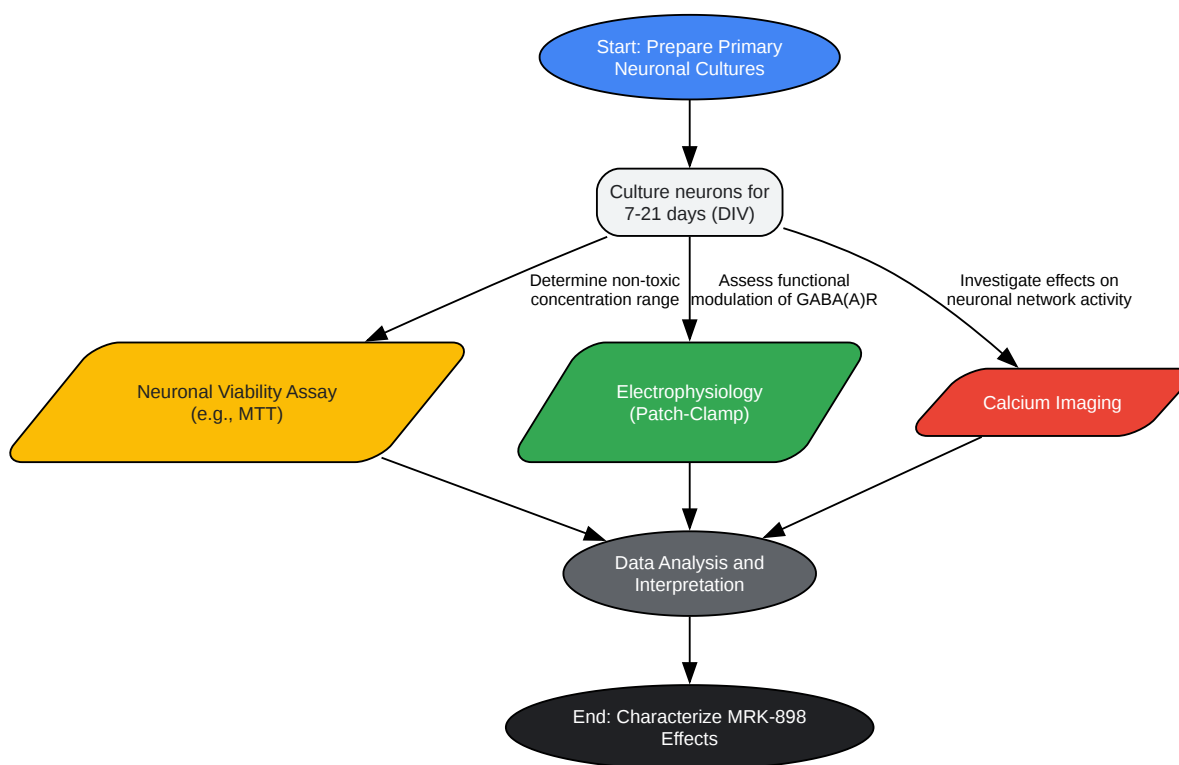 Start: Prepare Primary
Neuronal Cultures
Culture neurons for
7-21 days (DIV)
Determine non-toxic
concentration range
Assess functional
modulation of GABA(A)R
Investigate effects on
neuronal network activity
Neuronal Viability Assay
(e.g., MTT)
Electrophysiology
(Patch-Clamp)
Calcium Imaging
Data Analysis and
Interpretation
End: Characterize MRK-898
Effects